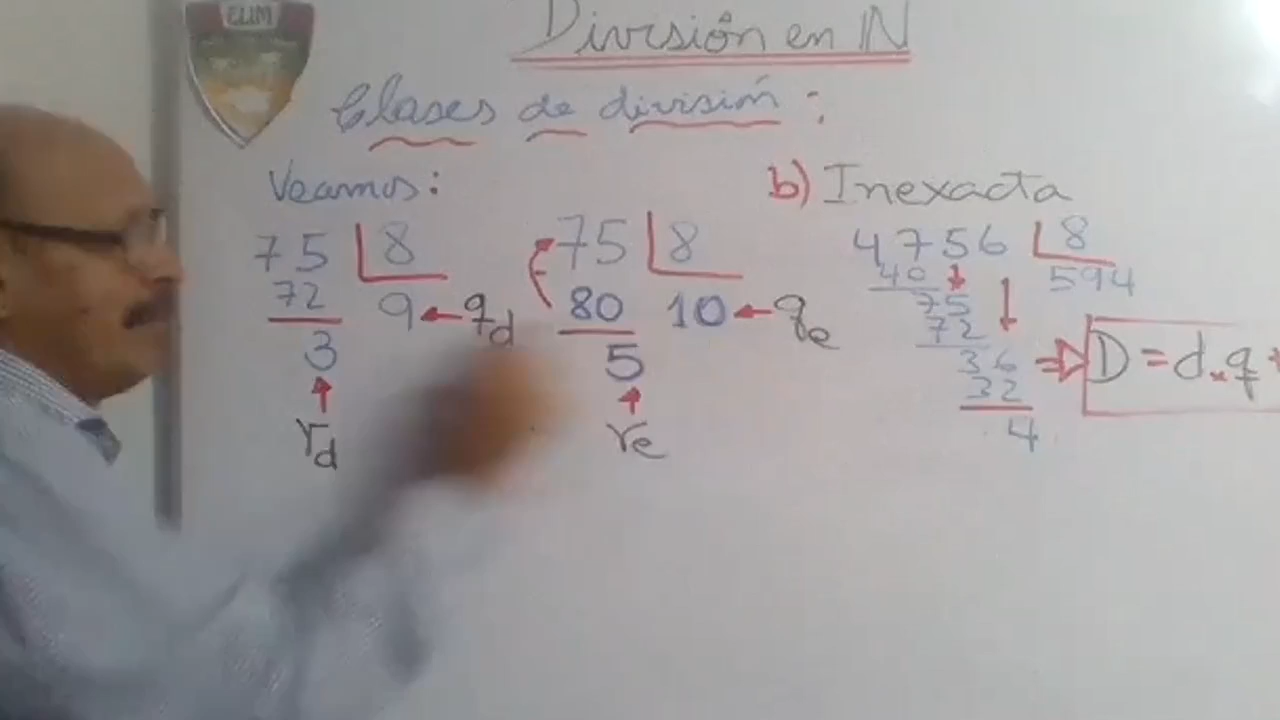 ELIM
División en N
Clases de división :
Veamos:
75 8
72 9 ← qd
3
rd
75 8
80 10 ← qe
5
re
b) Inexacta
4756 8
40 594
75
72
36
32
4
⇒ D = d×q +